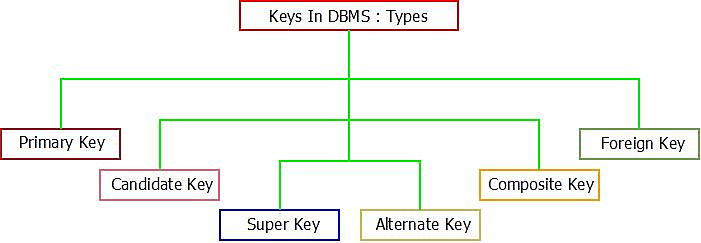 Keys In DBMS : Types
Primary Key
Foreign Key
Candidate Key
Composite Key
Super Key
Alternate Key